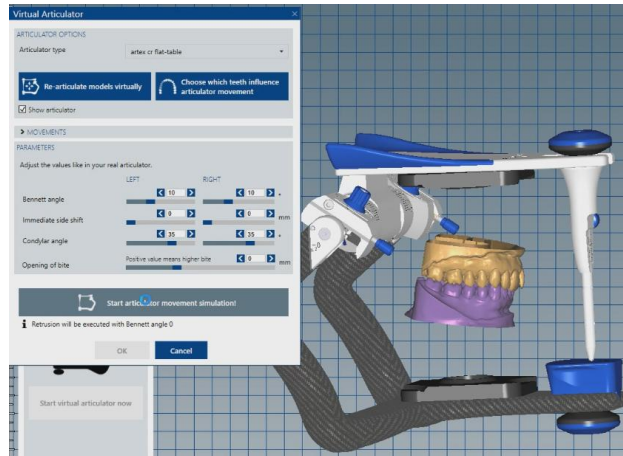 Virtual Articulator
ARTICULATOR OPTIONS
Articulator type
artex cr flat-table
Re-articulate models virtually
Choose which teeth influence
articulator movement
Show articulator
MOVEMENTS
PARAMETERS
Adjust the values like in your real articulator.
LEFT RIGHT
Bennett angle 10 10 °
Immediate side shift 0 0 mm
Condylar angle 35 35 °
Opening of bite Positive value means higher bite 0 mm
Start articulator movement simulation!
i Retrusion will be executed with Bennett angle 0
OK Cancel
Start virtual articulator now